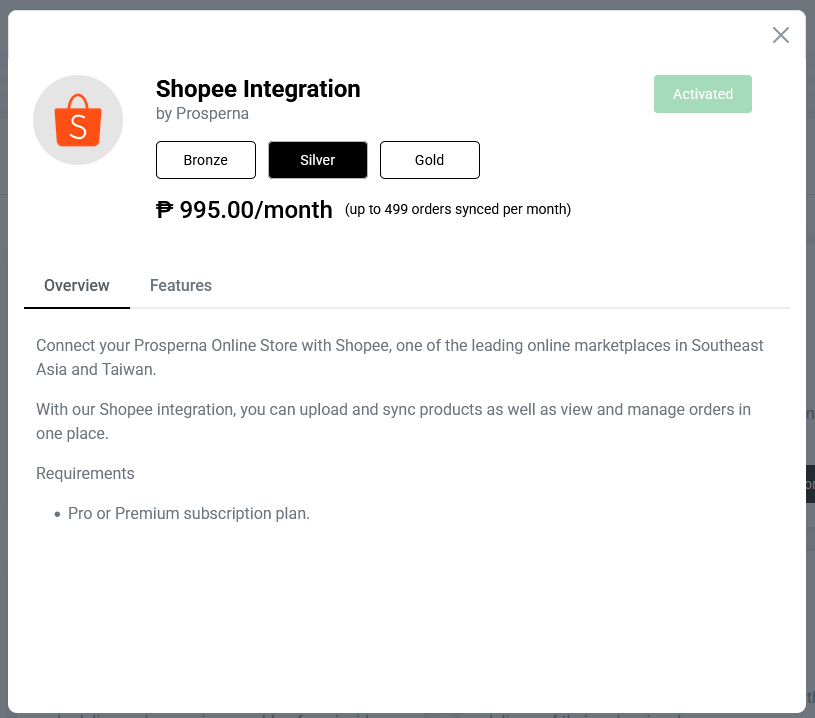 Shopee Integration
Activated
by Prosperna
S
Bronze Silver Gold
₱ 995.00/month (up to 499 orders synced per month)
Overview Features
Connect your Prosperna Online Store with Shopee, one of the leading online marketplaces in Southeast
Asia and Taiwan.
With our Shopee integration, you can upload and sync products as well as view and manage orders in
one place.
Requirements
• Pro or Premium subscription plan.